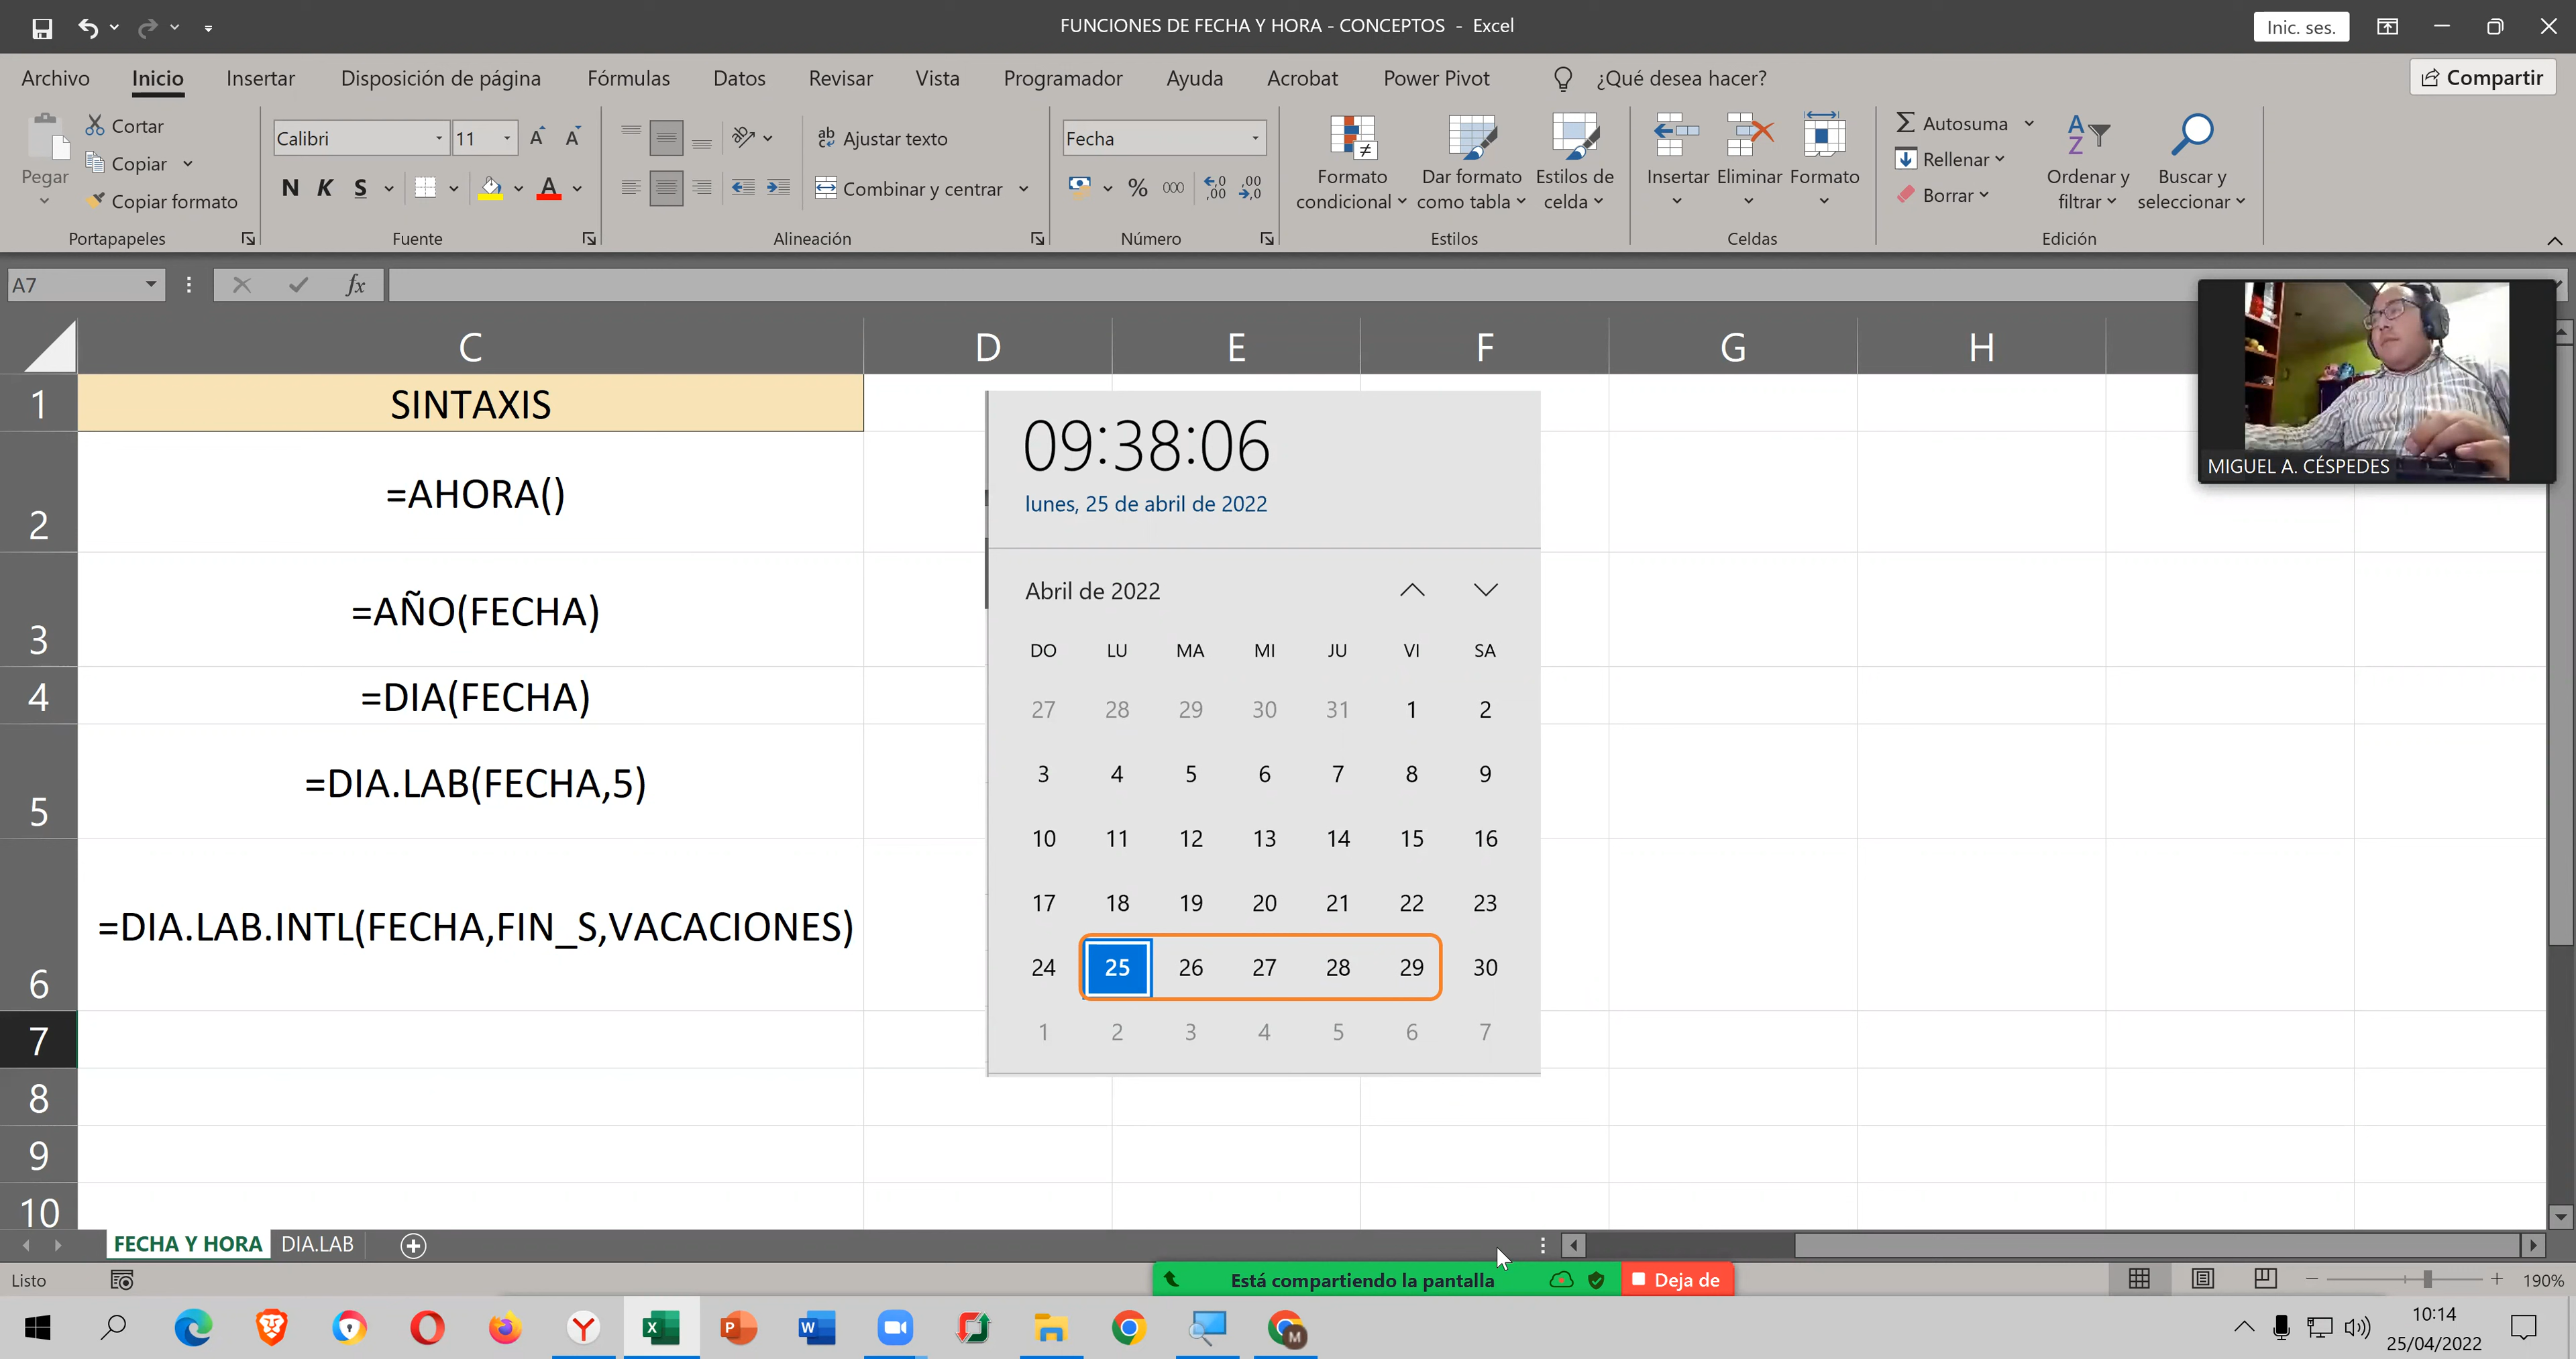 FUNCIONES DE FECHA Y HORA - CONCEPTOS - Excel
Inic. ses.
Archivo Inicio Insertar Disposición de página Fórmulas Datos Revisar Vista Programador Ayuda Acrobat Power Pivot ¿Qué desea hacer? Compartir
Pegar
Cortar
Copiar
Copiar formato
Portapapeles
Calibri 11
N K S
Fuente
Ajustar texto
Combinar y centrar
Alineación
Fecha
% 000
Número
Formato condicional
Dar formato como tabla
Estilos de celda
Estilos
Insertar Eliminar Formato
Celdas
Autosuma
Rellenar
Borrar
Ordenar y filtrar
Buscar y seleccionar
Edición
A7
fx
C D E F G H
1 SINTAXIS
2 =AHORA()
3 =AÑO(FECHA)
4 =DIA(FECHA)
5 =DIA.LAB(FECHA,5)
6 =DIA.LAB.INTL(FECHA,FIN_S,VACACIONES)
7
8
9
10
09:38:06
lunes, 25 de abril de 2022
Abril de 2022
DO LU MA MI JU VI SA
27 28 29 30 31 1 2
3 4 5 6 7 8 9
10 11 12 13 14 15 16
17 18 19 20 21 22 23
24 25 26 27 28 29 30
1 2 3 4 5 6 7
MIGUEL A. CÉSPEDES
FECHA Y HORA DIA.LAB
Listo
Está compartiendo la pantalla
Deja de
190%
10:14
25/04/2022